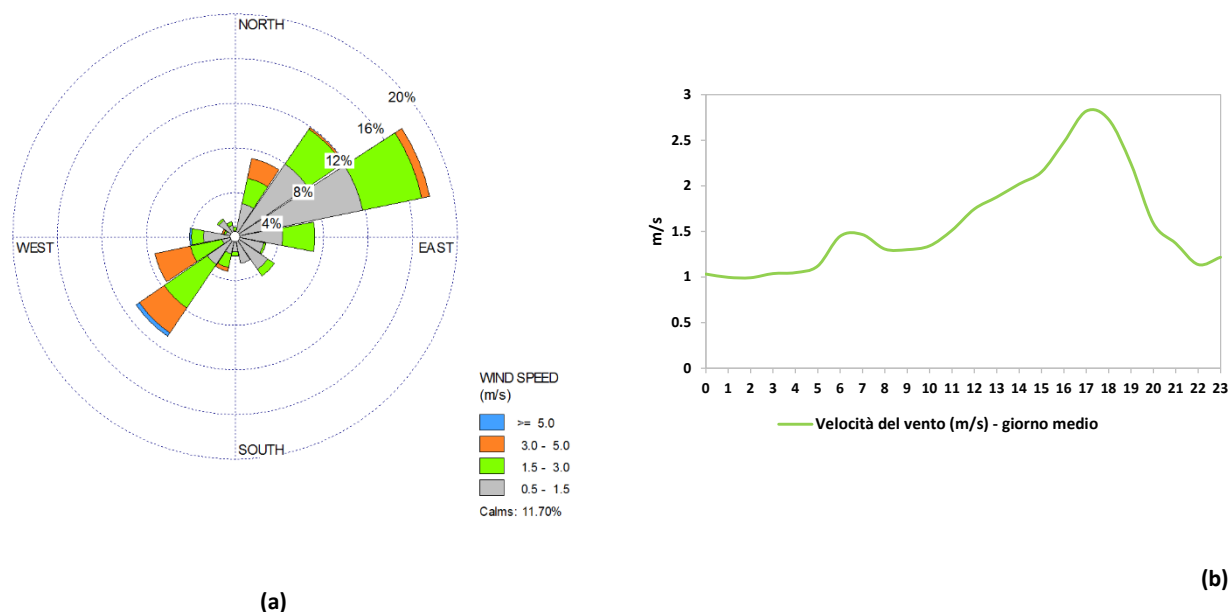 NORTH
20%
16%
12%
8%
4%
WEST
EAST
SOUTH
WIND SPEED
(m/s)
>= 5.0
3.0 - 5.0
1.5 - 3.0
0.5 - 1.5
Calms: 11.70%
(a)
3
2.5
2
1.5
1
0.5
0
m/s
0 1 2 3 4 5 6 7 8 9 10 11 12 13 14 15 16 17 18 19 20 21 22 23
Velocità del vento (m/s) - giorno medio
(b)